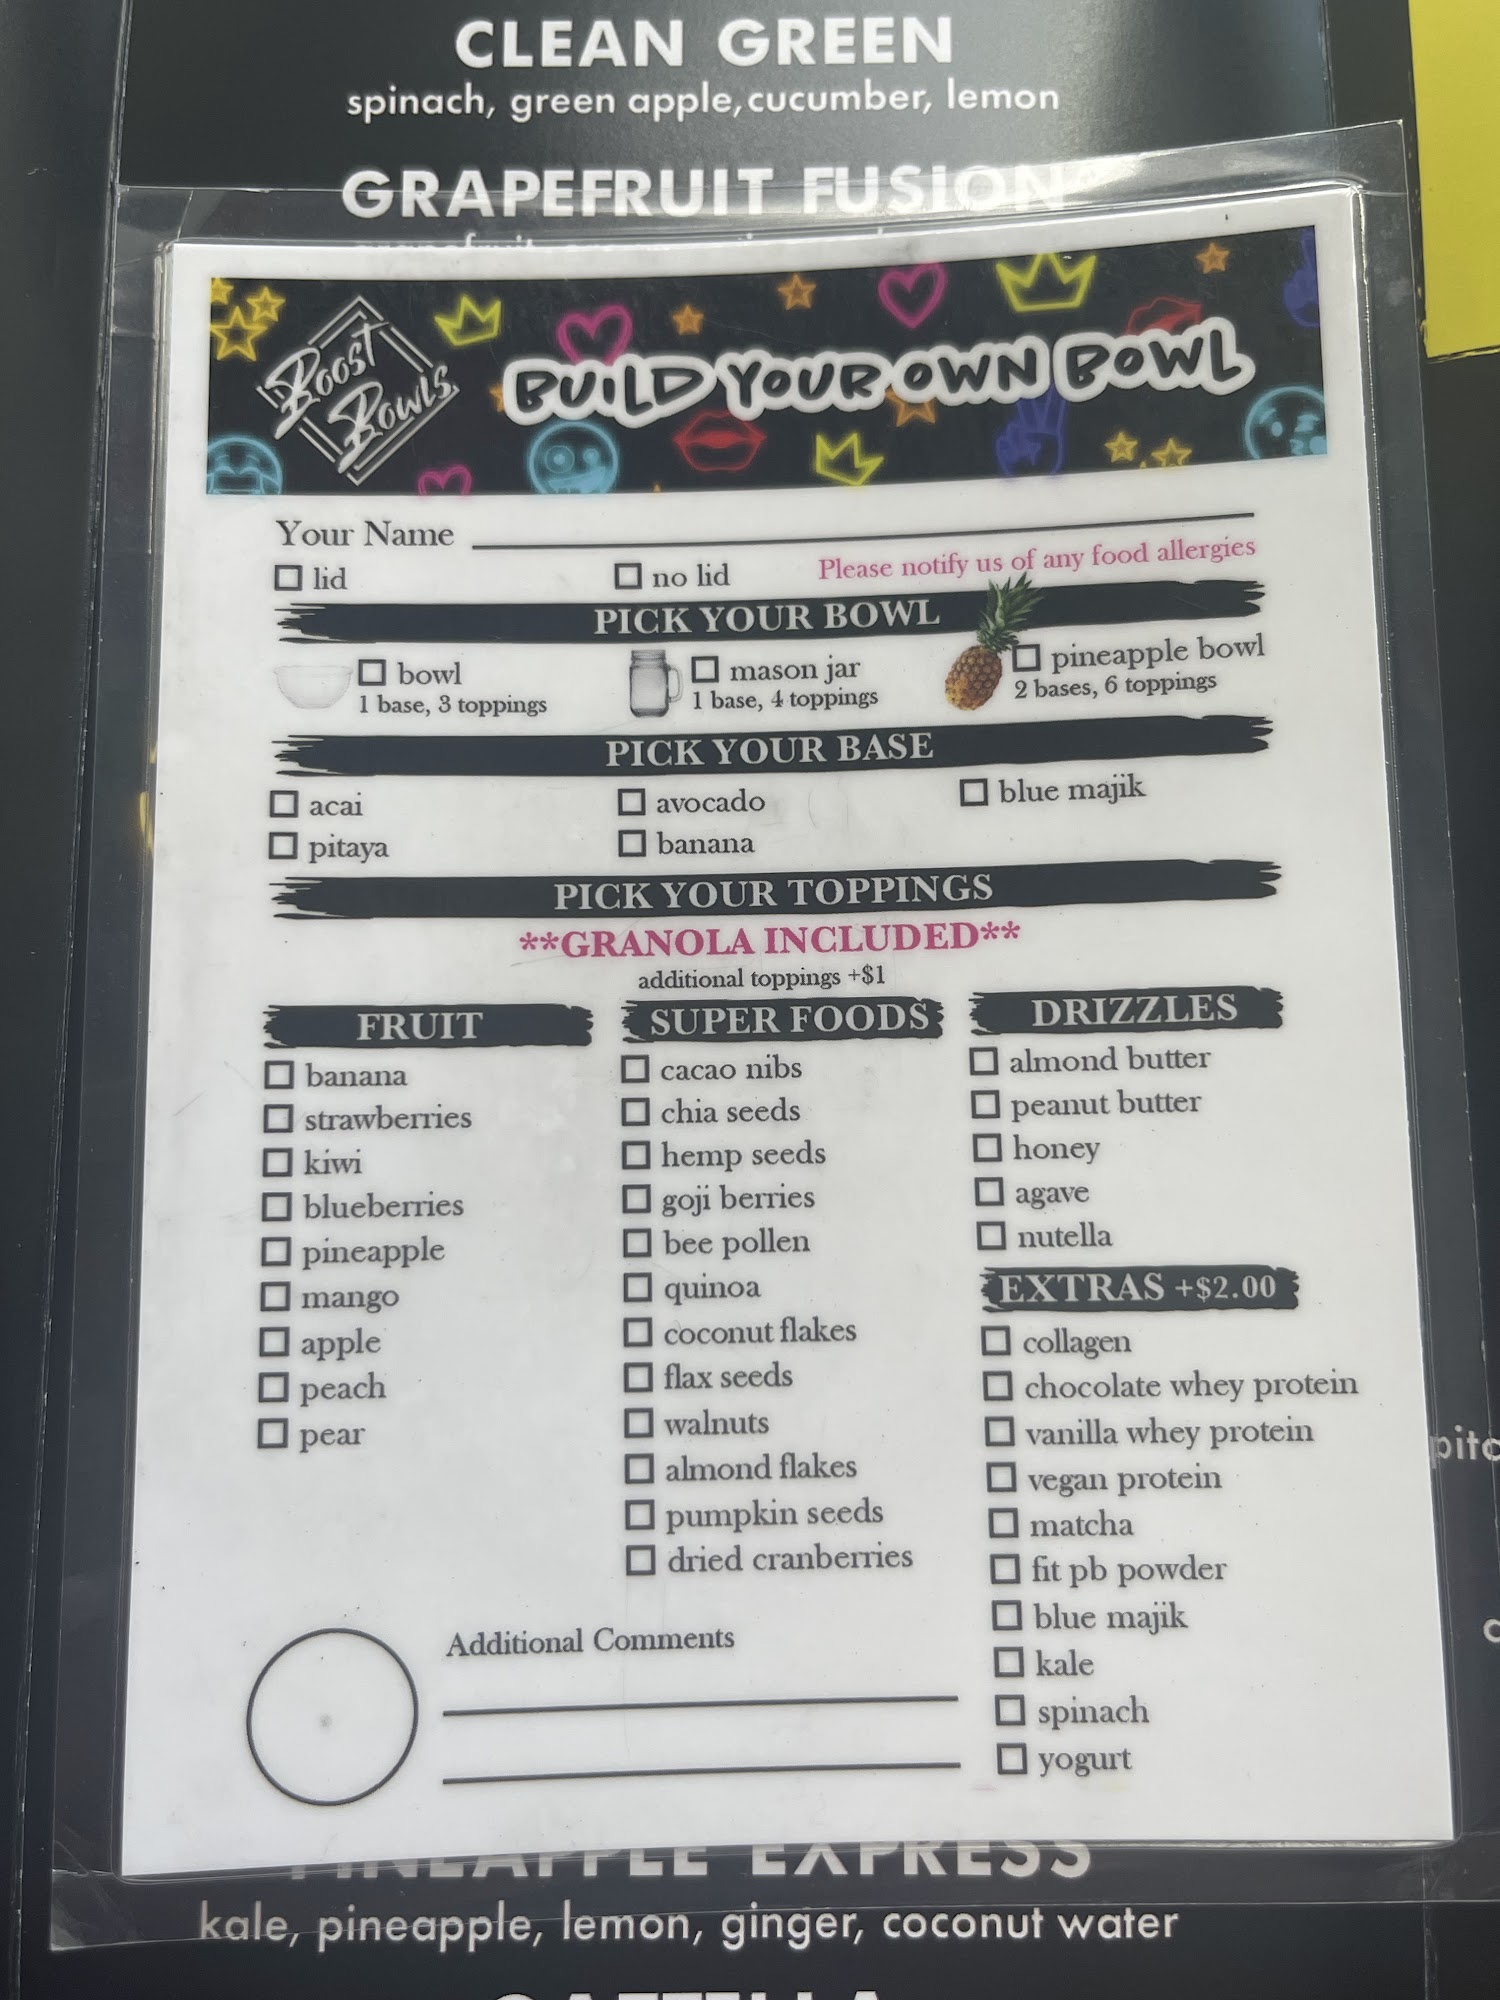 CLEAN GREEN
spinach, green apple, cucumber, lemon
GRAPEFRUIT FUSION
Boost
Bowls
BUILD YOUR OWN BOWL
Your Name
lid
no lid
Please notify us of any food allergies
PICK YOUR BOWL
bowl
1 base, 3 toppings
mason jar
1 base, 4 toppings
pineapple bowl
2 bases, 6 toppings
PICK YOUR BASE
acai
avocado
blue majik
pitaya
banana
PICK YOUR TOPPINGS
**GRANOLA INCLUDED**
additional toppings +$1
FRUIT
banana
strawberries
kiwi
blueberries
pineapple
mango
apple
peach
pear
SUPER FOODS
cacao nibs
chia seeds
hemp seeds
goji berries
bee pollen
quinoa
coconut flakes
flax seeds
walnuts
almond flakes
pumpkin seeds
dried cranberries
DRIZZLES
almond butter
peanut butter
honey
agave
nutella
EXTRAS +$2.00
collagen
chocolate whey protein
vanilla whey protein
vegan protein
matcha
fit pb powder
blue majik
kale
spinach
yogurt
Additional Comments
PINEAPPLE EXPRESS
kale, pineapple, lemon, ginger, coconut water